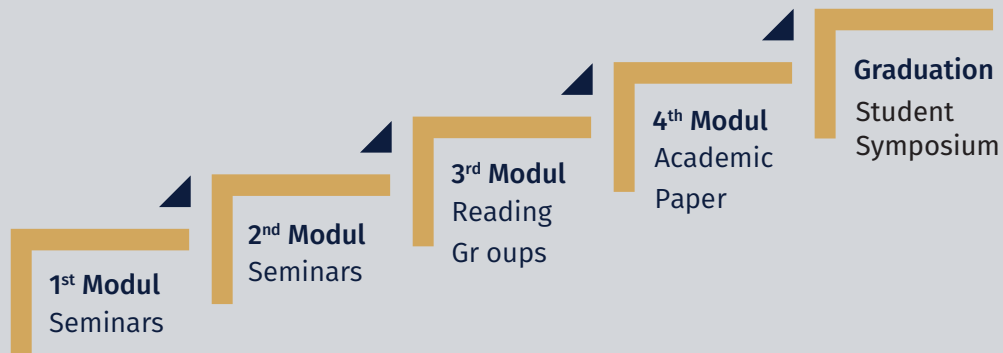 1st Modul
Seminars
2nd Modul
Seminars
3rd Modul
Reading
Gr oups
4th Modul
Academic
Paper
Graduation
Student
Symposium